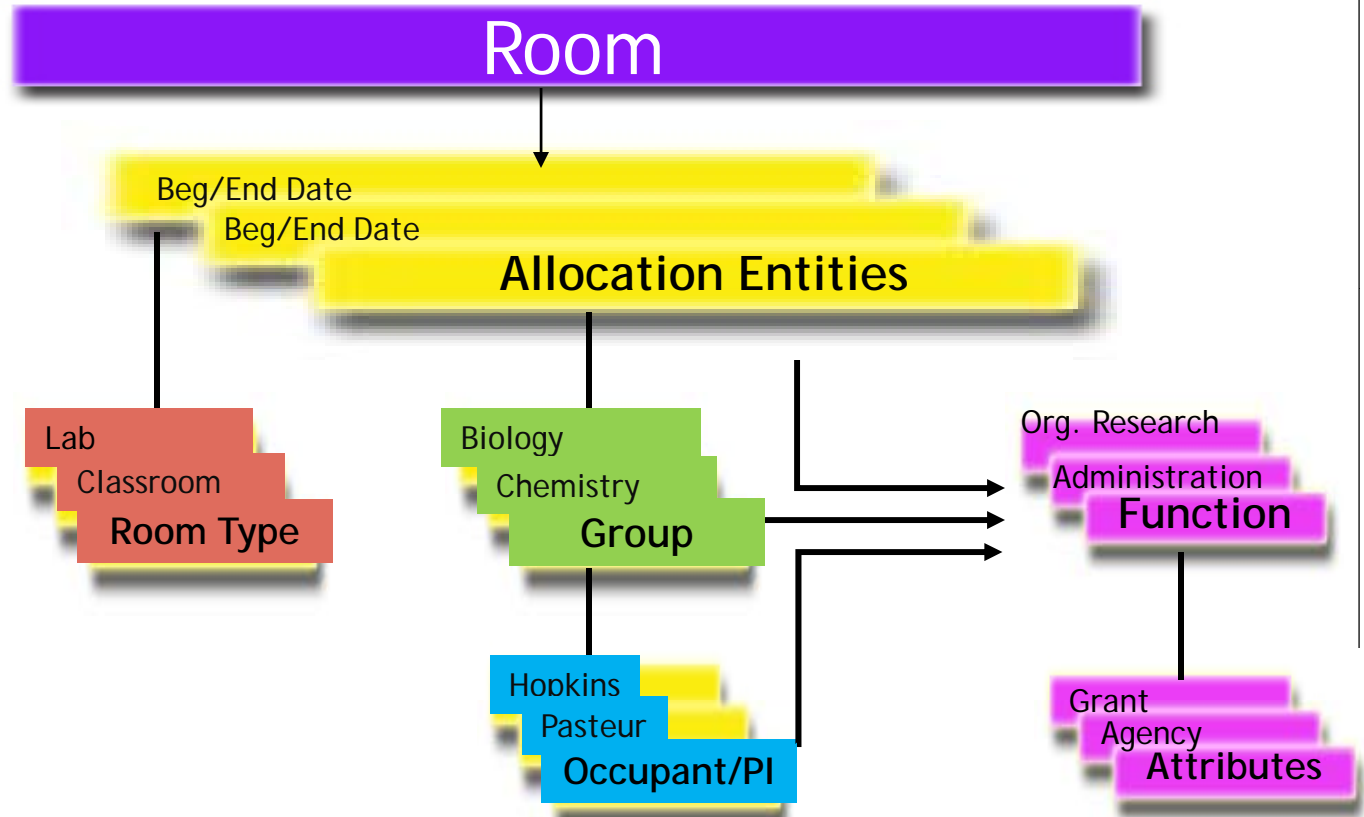 Room
Beg/End Date
Beg/End Date
Allocation Entities
Lab
Classroom
Room Type
Biology
Chemistry
Group
Org. Research
Administration
Function
Hopkins
Pasteur
Occupant/PI
Grant
Agency
Attributes